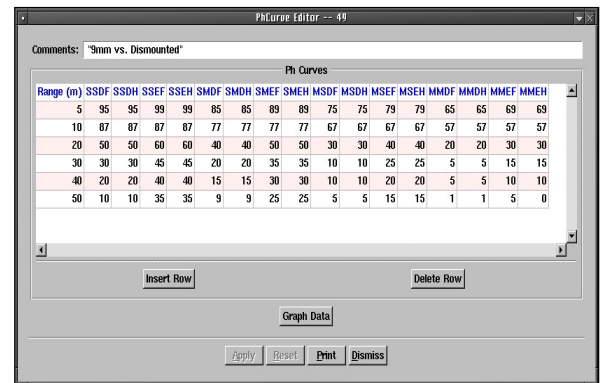 PhCurve Editor -- 49
Comments: "9mm vs. Dismounted"
Ph Curves
Range (m) SSDF SSDH SSEF SSEH SMDF SMDH SMEF SMEH MSDF MSDH MSEF MSEH MMDF MMDH MMEF MMEH
5 95 95 99 99 85 85 89 89 75 75 79 79 65 65 69 69
10 87 87 87 87 77 77 77 77 67 67 67 67 57 57 57 57
20 50 50 60 60 40 40 50 50 30 30 40 40 20 20 30 30
30 30 30 45 45 20 20 35 35 10 10 25 25 5 5 15 15
40 20 20 40 40 15 15 30 30 10 10 20 20 5 5 10 10
50 10 10 35 35 9 9 25 25 5 5 15 15 1 1 5 0
Insert Row Delete Row
Graph Data
Apply Reset Print Dismiss